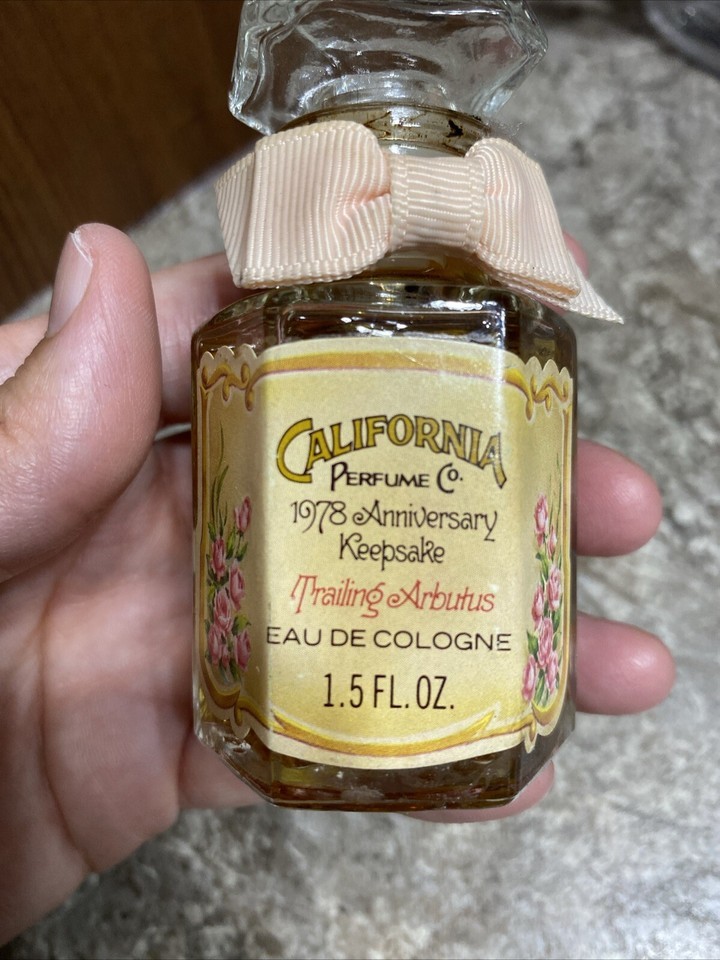 CALIFORNIA
PERFUME CO.
1978 Anniversary
Keepsake
Trailing Arbutus
EAU DE COLOGNE
1.5 FL. OZ.